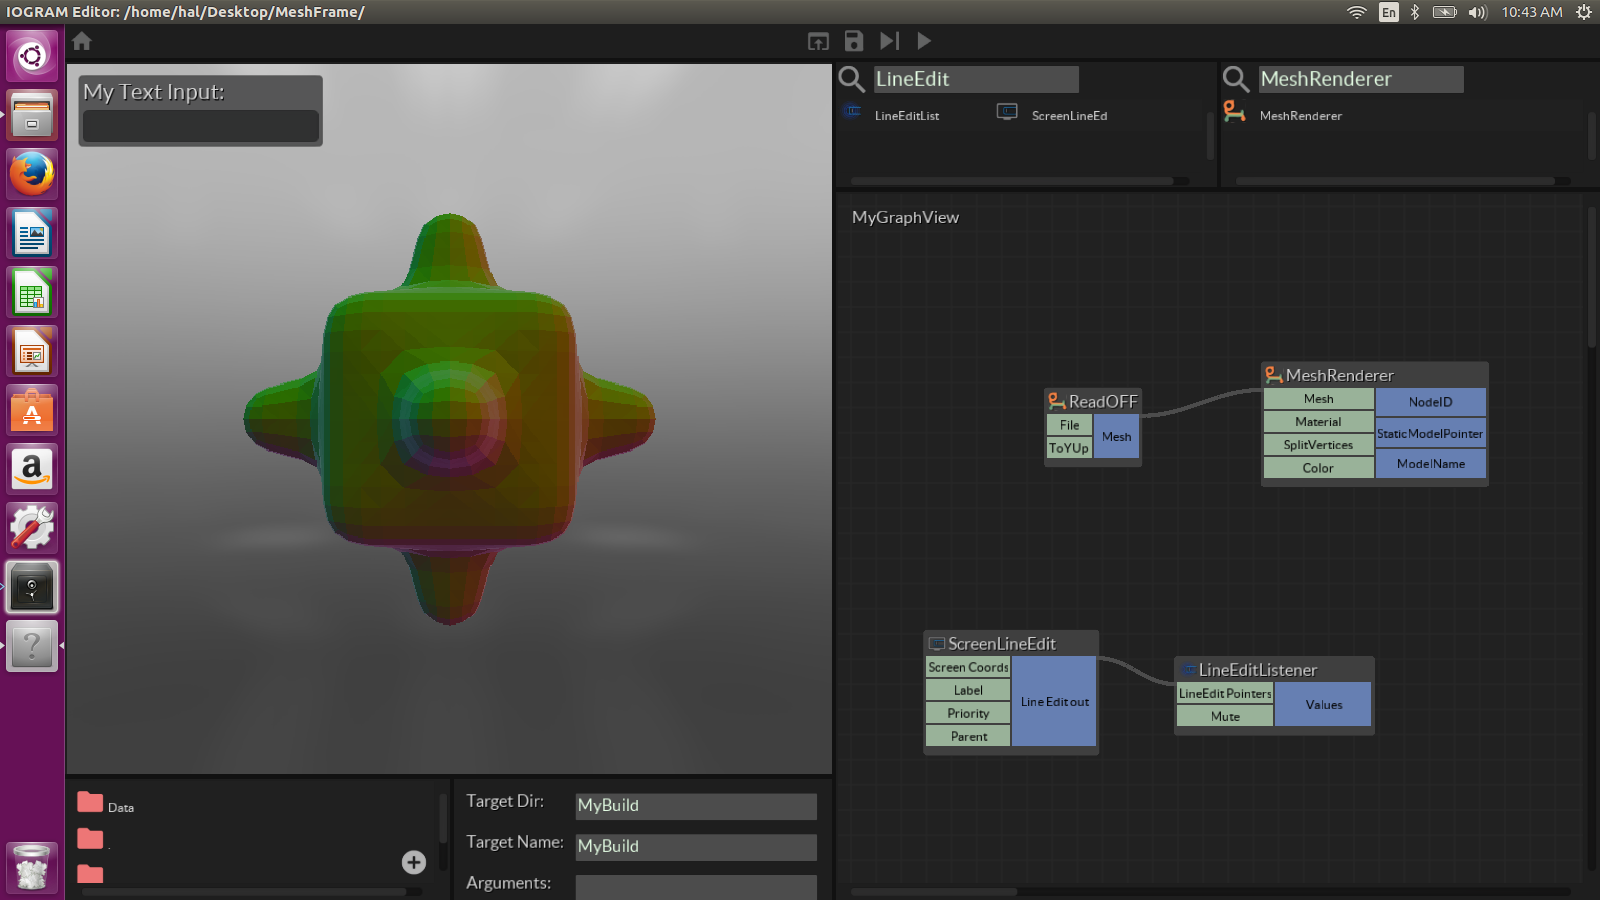 IOGRAM Editor: /home/hal/Desktop/MeshFrame/
En
10:43 AM
My Text Input:
LineEdit
LineEditList
ScreenLineEd
MeshRenderer
MeshRenderer
MyGraphView
ReadOFF
File
ToYUp
Mesh
MeshRenderer
Mesh
Material
SplitVertices
Color
NodeID
StaticModelPointer
ModelName
ScreenLineEdit
Screen Coords
Label
Priority
Parent
Line Edit out
LineEditListener
LineEdit Pointers
Mute
Values
Data
.
Target Dir:
MyBuild
Target Name:
MyBuild
Arguments: